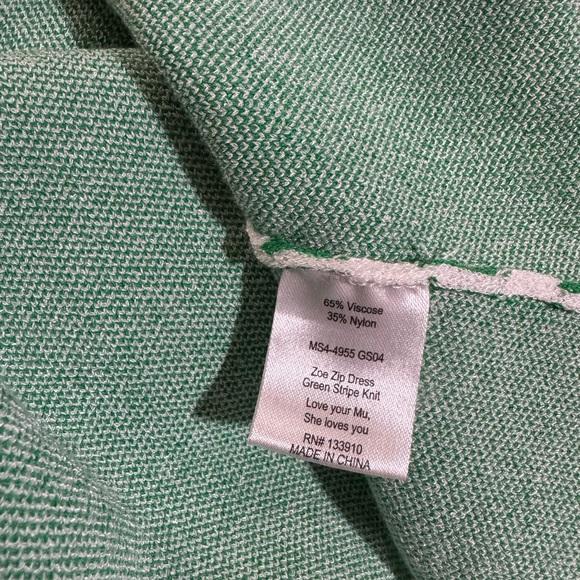 65% Viscose
35% Nylon
MS4-4955 GS04
Zoe Zip Dress
Green Stripe Knit
Love your Mu,
She loves you
RN# 133910
MADE IN CHINA